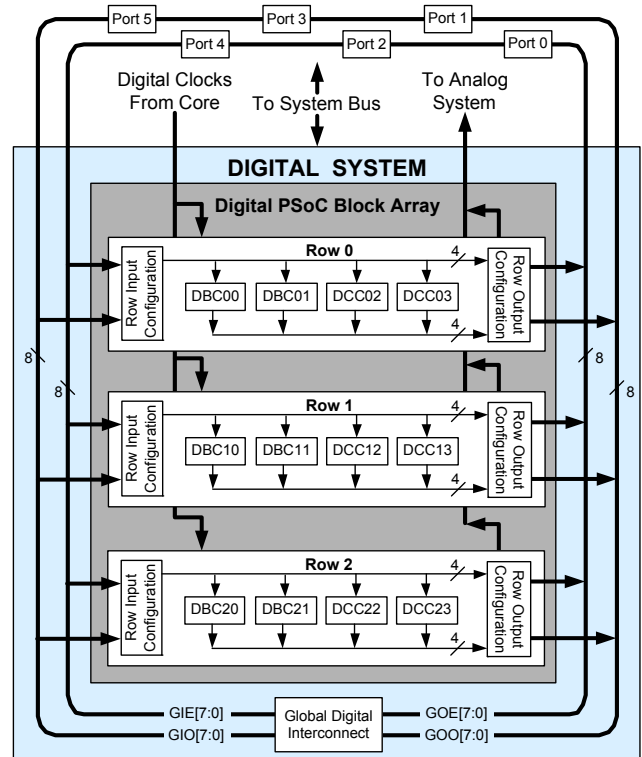 Port 5
Port 3
Port 1
Port 4
Port 2
Port 0
Digital Clocks
From Core
To System Bus
To Analog
System
DIGITAL SYSTEM
Digital PSoC Block Array
Row Input
Configuration
Row 0
4
DBC00
DBC01
DCC02
DCC03
4
Row Output
Configuration
8
8
8
8
Row Input
Configuration
Row 1
4
DBC10
DBC11
DCC12
DCC13
4
Row Output
Configuration
Row Input
Configuration
Row 2
4
DBC20
DBC21
DCC22
DCC23
4
Row Output
Configuration
GIE[7:0]
GIO[7:0]
Global Digital
Interconnect
GOE[7:0]
GOO[7:0]